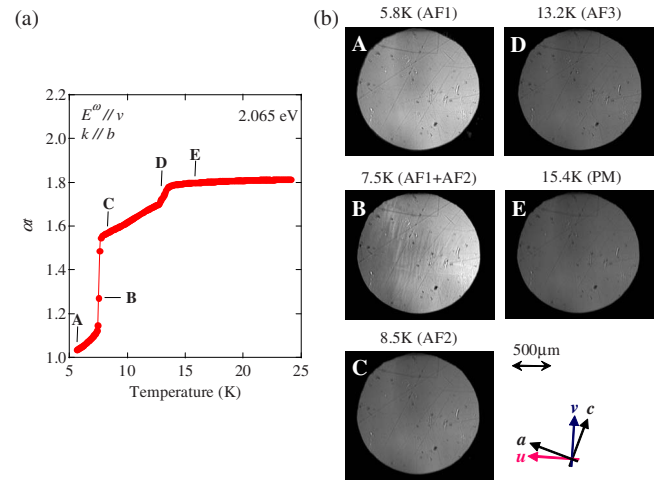 (a)
2.2
2.0
1.8
1.6
1.4
1.2
1.0
αt
E^ω // v
k // b
2.065 eV
A
B
C
D
E
5
10
15
20
25
Temperature (K)
(b)
5.8K (AF1)
A
13.2K (AF3)
D
7.5K (AF1+AF2)
B
15.4K (PM)
E
8.5K (AF2)
C
500μm
v
c
a
u